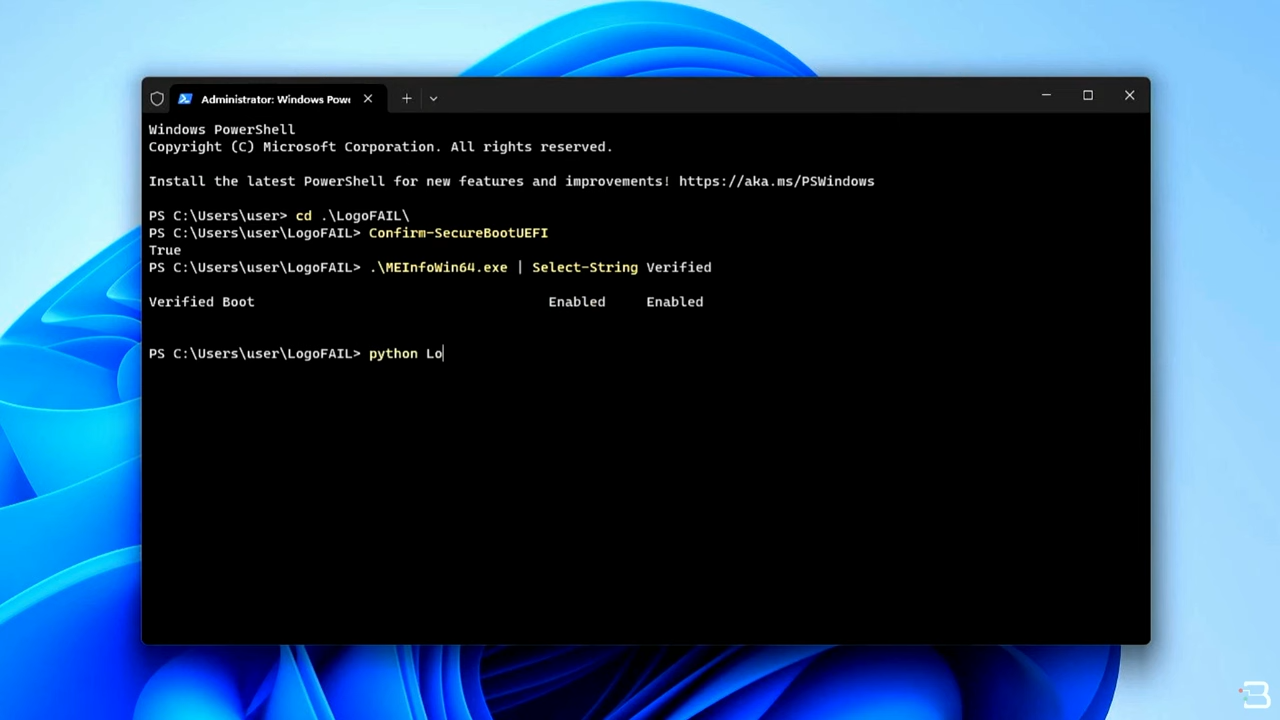 Administrator: Windows Powe
Windows PowerShell
Copyright (C) Microsoft Corporation. All rights reserved.
Install the latest PowerShell for new features and improvements! https://aka.ms/PSWindows
PS C:\Users\user> cd .\LogoFAIL\
PS C:\Users\user\LogoFAIL> Confirm-SecureBootUEFI
True
PS C:\Users\user\LogoFAIL> .\MEInfoWin64.exe | Select-String Verified
Verified Boot Enabled Enabled
PS C:\Users\user\LogoFAIL> python Lo